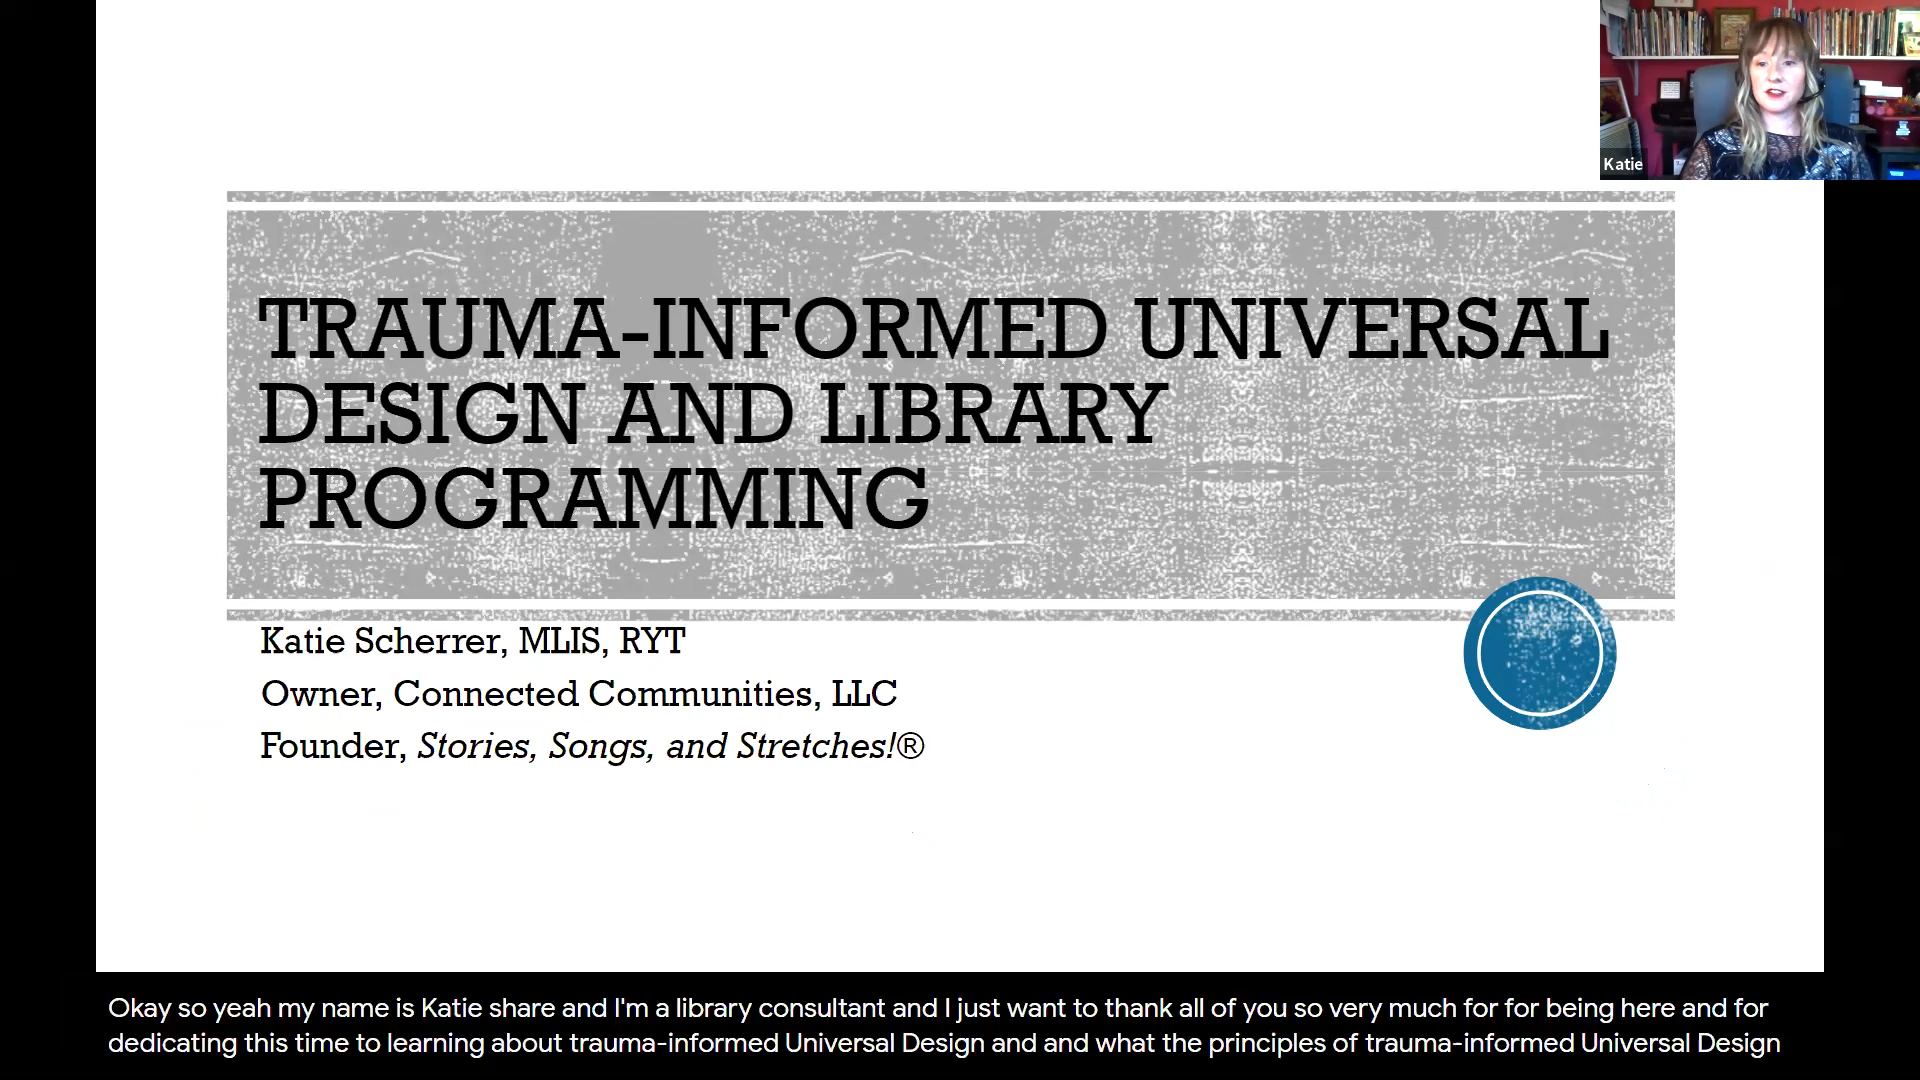 Katie
TRAUMA-INFORMED UNIVERSAL
DESIGN AND LIBRARY
PROGRAMMING
Katie Scherrer, MLIS, RYT
Owner, Connected Communities, LLC
Founder, Stories, Songs, and Stretches!®
Okay so yeah my name is Katie share and I'm a library consultant and I just want to thank all of you so very much for for being here and for
dedicating this time to learning about trauma-informed Universal Design and and what the principles of trauma-informed Universal Design